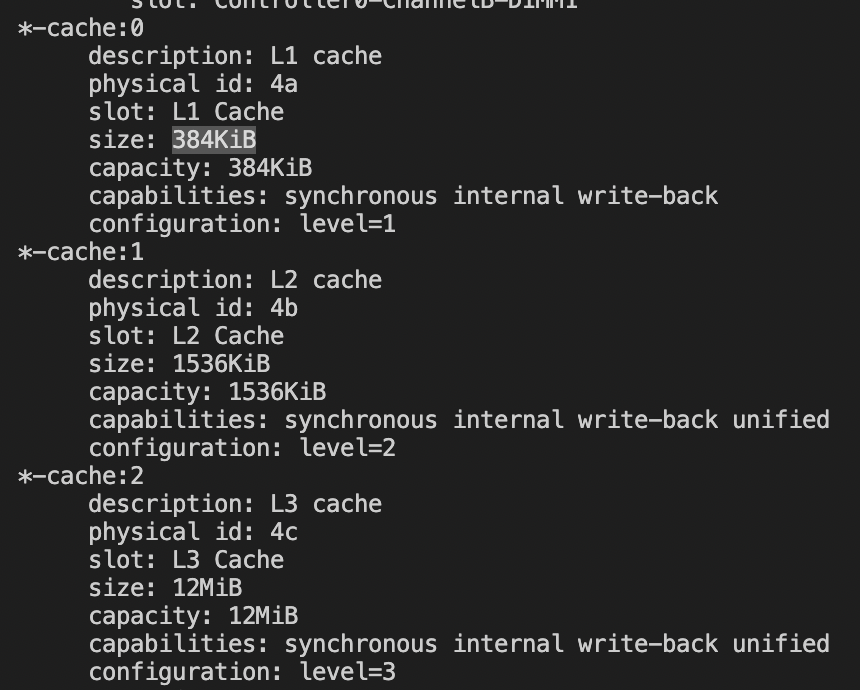 slot: Controller0-ChannelB-DIMM1
*-cache:0
description: L1 cache
physical id: 4a
slot: L1 Cache
size: 384KiB
capacity: 384KiB
capabilities: synchronous internal write-back
configuration: level=1
*-cache:1
description: L2 cache
physical id: 4b
slot: L2 Cache
size: 1536KiB
capacity: 1536KiB
capabilities: synchronous internal write-back unified
configuration: level=2
*-cache:2
description: L3 cache
physical id: 4c
slot: L3 Cache
size: 12MiB
capacity: 12MiB
capabilities: synchronous internal write-back unified
configuration: level=3